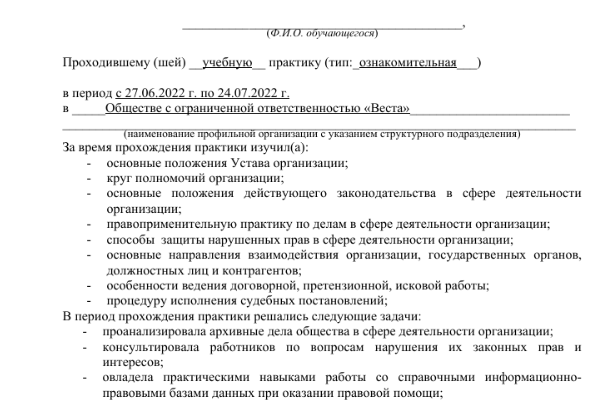 ________________________________________,
(Ф.И.О. обучающегося)
Проходившему (шей) __учебную__ практику (тип:_ознакомительная___)
в период с 27.06.2022 г. по 24.07.2022 г.
в _____Обществе с ограниченной ответственностью «Веста»________________________
______________________________________________________________________________
(наименование профильной организации с указанием структурного подразделения)
За время прохождения практики изучил(а):
- основные положения Устава организации;
- круг полномочий организации;
- основные положения действующего законодательства в сфере деятельности
организации;
- правоприменительную практику по делам в сфере деятельности организации;
- способы защиты нарушенных прав в сфере деятельности организации;
- основные направления взаимодействия организации, государственных органов,
должностных лиц и контрагентов;
- особенности ведения договорной, претензионной, исковой работы;
- процедуру исполнения судебных постановлений;
В период прохождения практики решались следующие задачи:
- проанализировала архивные дела общества в сфере деятельности организации;
- консультировала работников по вопросам нарушения их законных прав и
интересов;
- овладела практическими навыками работы со справочными информационно-
правовыми базами данных при оказании правовой помощи;